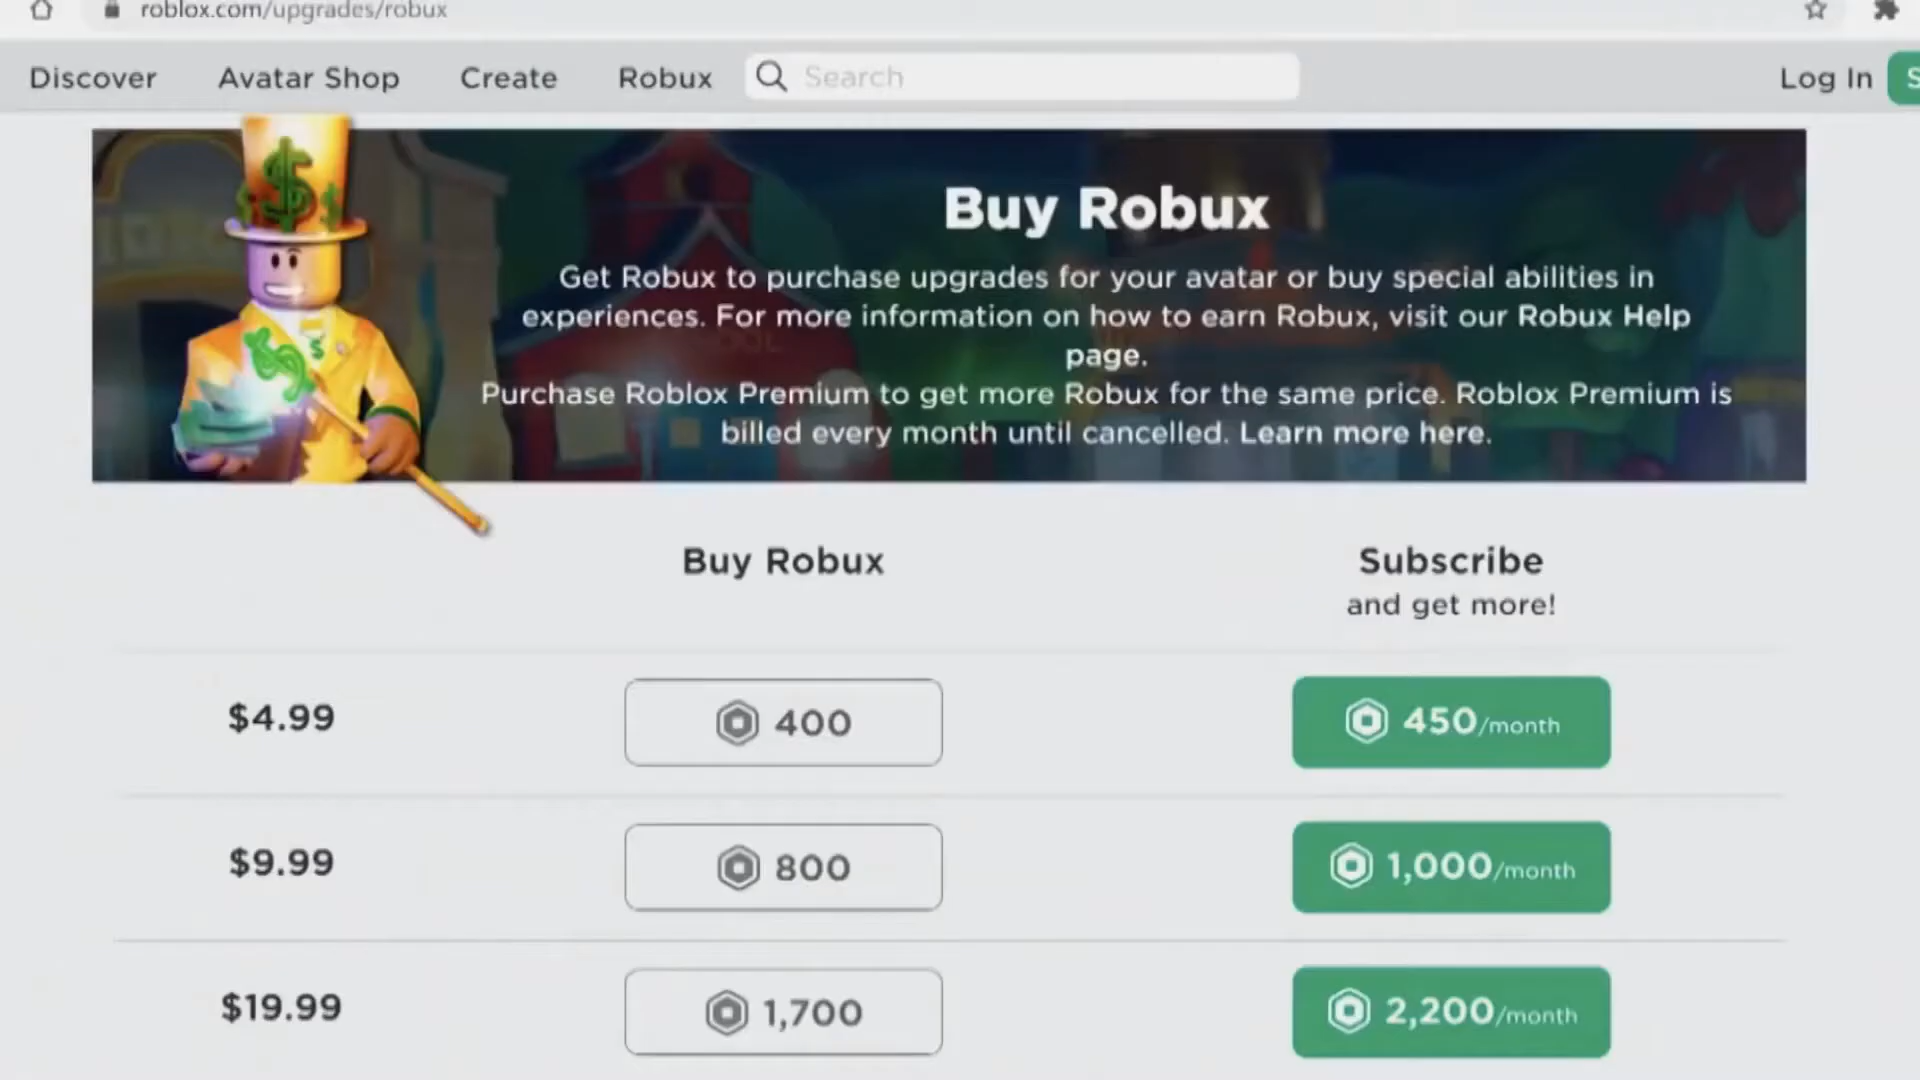 roblox.com/upgrades/robux
Discover Avatar Shop Create Robux Search Log In S
Buy Robux
Get Robux to purchase upgrades for your avatar or buy special abilities in
experiences. For more information on how to earn Robux, visit our Robux Help
page.
Purchase Roblox Premium to get more Robux for the same price. Roblox Premium is
billed every month until cancelled. Learn more here.
Buy Robux
Subscribe
and get more!
$4.99 400 450/month
$9.99 800 1,000/month
$19.99 1,700 2,200/month